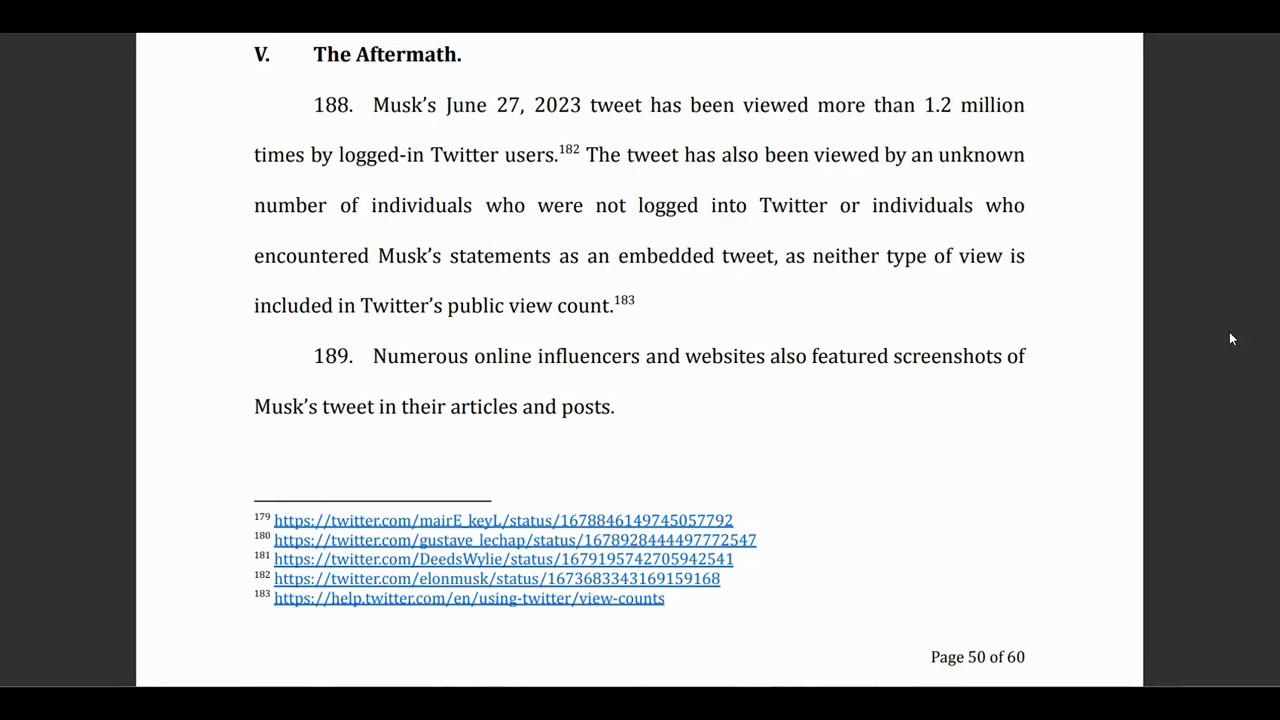 V. The Aftermath.
188. Musk’s June 27, 2023 tweet has been viewed more than 1.2 million
times by logged-in Twitter users.182 The tweet has also been viewed by an unknown
number of individuals who were not logged into Twitter or individuals who
encountered Musk’s statements as an embedded tweet, as neither type of view is
included in Twitter’s public view count.183
189. Numerous online influencers and websites also featured screenshots of
Musk’s tweet in their articles and posts.
179 https://twitter.com/mairE_keyL/status/1678846149745057792
180 https://twitter.com/gustave_lechap/status/1678928444497772547
181 https://twitter.com/DeedsWylie/status/1679195742705942541
182 https://twitter.com/elonmusk/status/1673683343169159168
183 https://help.twitter.com/en/using-twitter/view-counts
Page 50 of 60